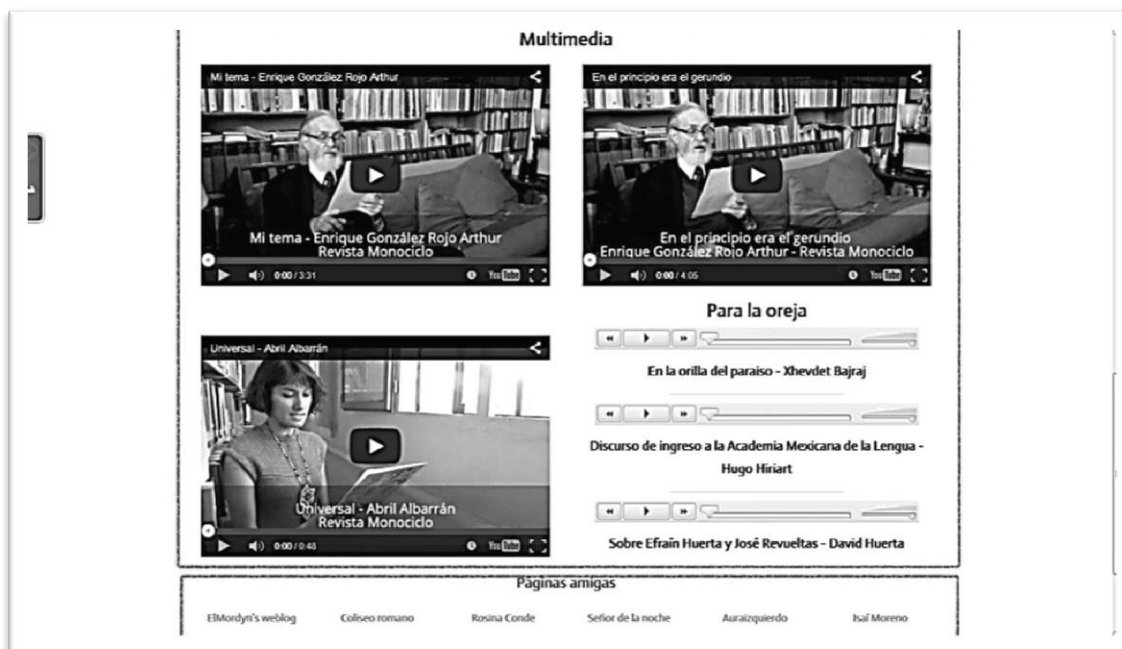 Multimedia
Mi tema - Enrique González Rojo Arthur
Mi tema - Enrique González Rojo Arthur
Revista Monociclo
0:00 / 3:31
YouTube
En el principio era el gerundio
En el principio era el gerundio
Enrique González Rojo Arthur - Revista Monociclo
0:00 / 4:05
YouTube
Universal - Abril Albarrán
Universal - Abril Albarrán
Revista Monociclo
0:00 / 0:48
YouTube
Para la oreja
En la orilla del paraiso - Xhevdet Bajraj
Discurso de ingreso a la Academia Mexicana de la Lengua -
Hugo Hiriart
Sobre Efraín Huerta y José Revueltas - David Huerta
Páginas amigas
ElMordyn's weblog
Coliseo romano
Rosina Conde
Señor de la noche
Auraizquierdo
Isaí Moreno